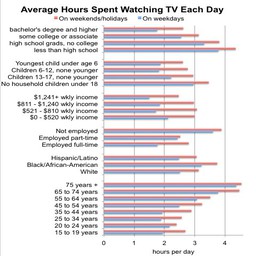 Average Hours Spent Watching TV Each Day
On weekends/holidays On weekdays
bachelor's degree and higher
some college or associate
high school grads, no college
less than high school
Youngest child under age 6
Children 6-12, none younger
Children 13-17, none younger
No household children under 18
$1,241+ wkly income
$811 - $1,240 wkly income
$521 - $810 wkly income
$0 - $520 wkly income
Not employed
Employed part-time
Employed full-time
Hispanic/Latino
Black/African-American
White
75 years +
65 to 74 years
55 to 64 years
45 to 54 years
35 to 44 years
25 to 34 years
20 to 24 years
15 to 19 years
0 1 2 3 4
hours per day